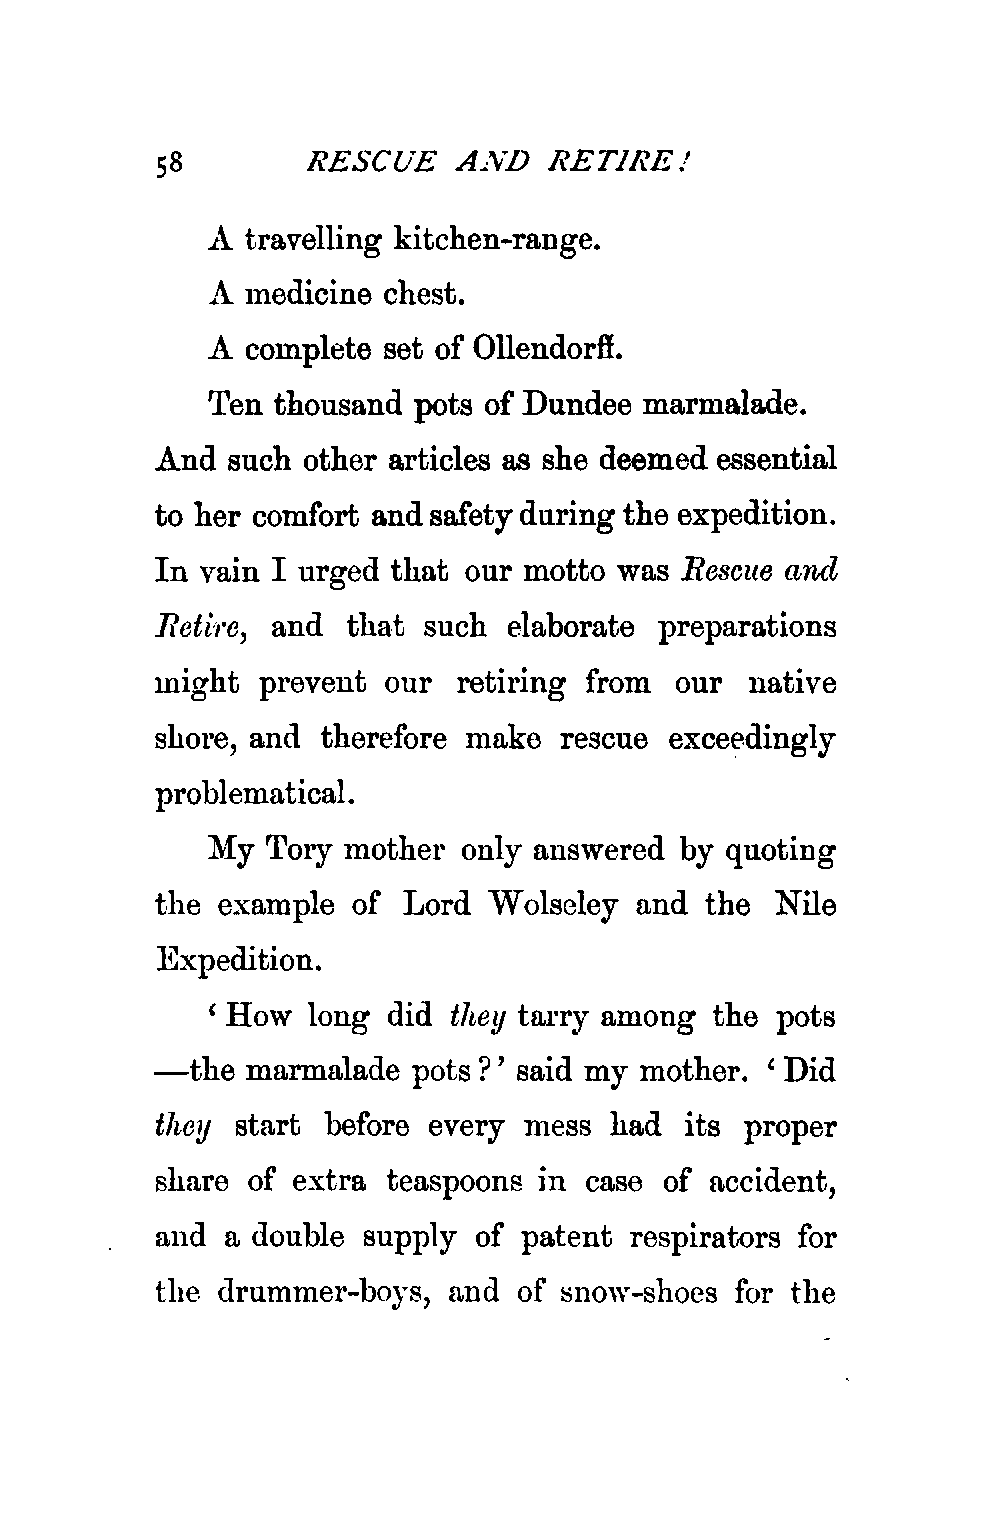 58 RESCUE AND RETIRE!
A travelling kitchen-range.
A medicine chest.
A complete set of Ollendorff.
Ten thousand pots of Dundee marmalade.
And such other articles as she deemed essential
to her comfort and safety during the expedition.
In vain I urged that our motto was Rescue and
Retire, and that such elaborate preparations
might prevent our retiring from our native
shore, and therefore make rescue exceedingly
problematical.
My Tory mother only answered by quoting
the example of Lord Wolseley and the Nile
Expedition.
‘How long did they tarry among the pots
—the marmalade pots?’ said my mother. ‘Did
they start before every mess had its proper
share of extra teaspoons in case of accident,
and a double supply of patent respirators for
the drummer-boys, and of snow-shoes for the